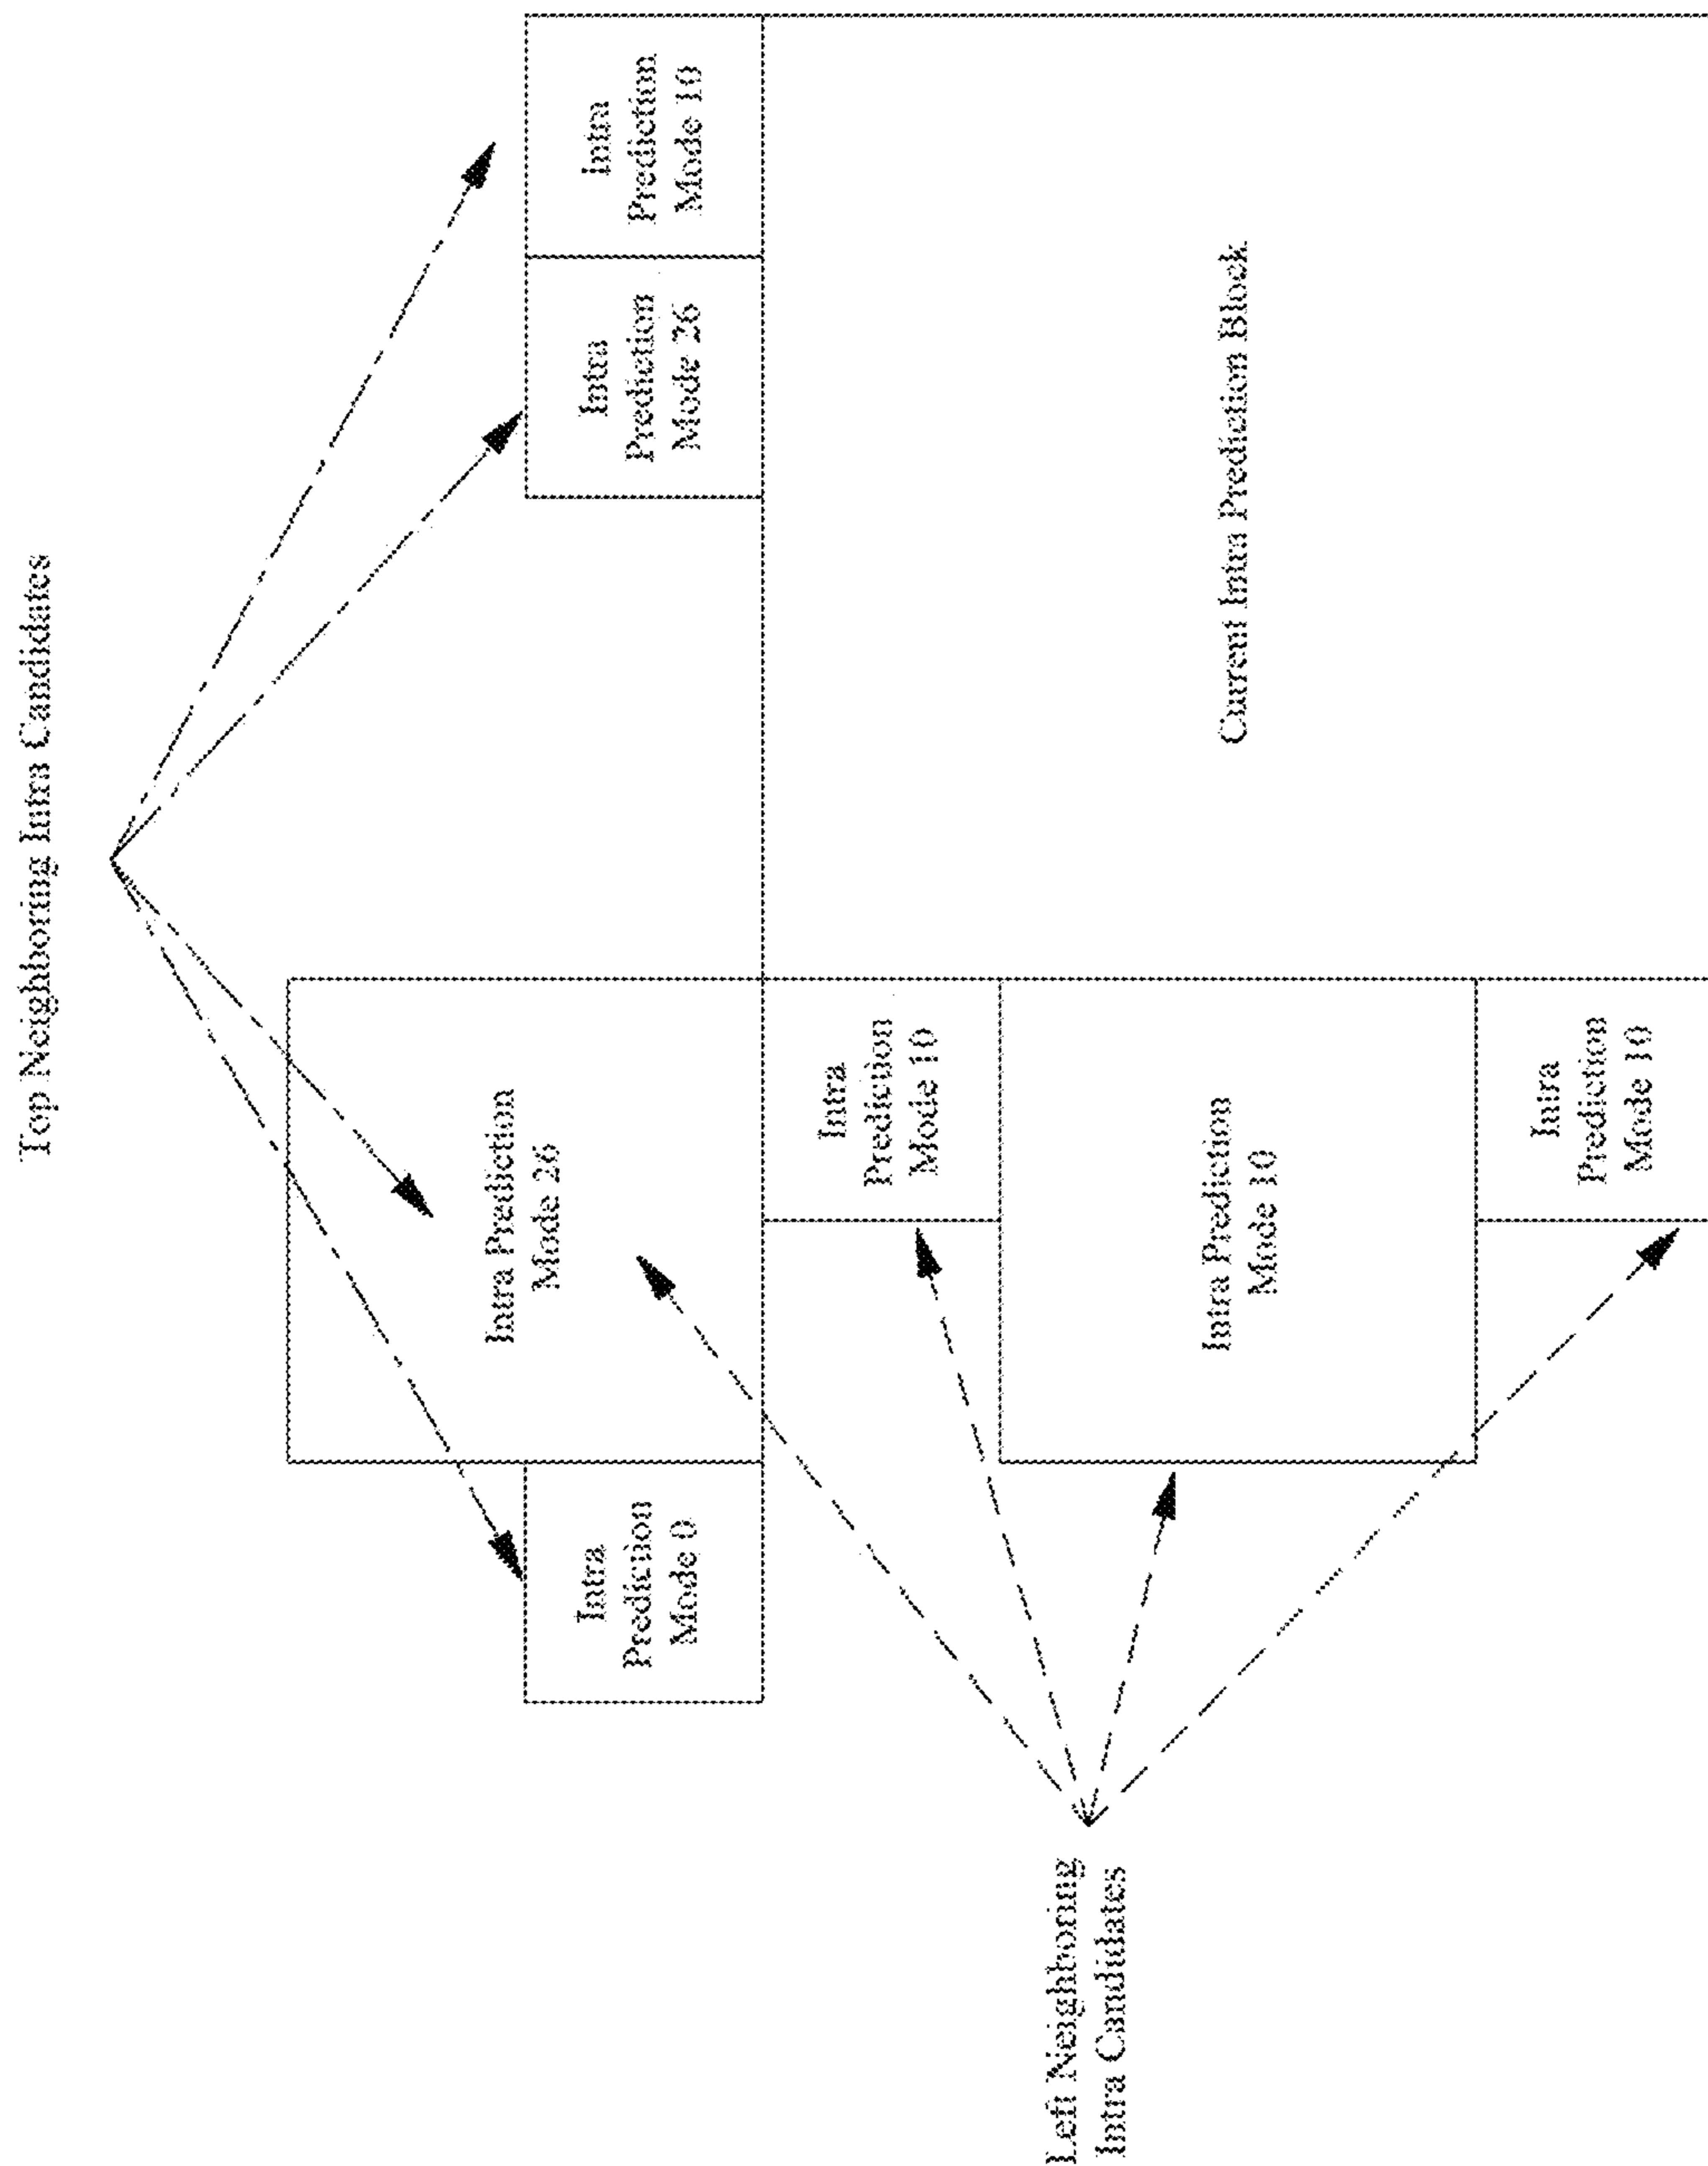 Top Neighboring Intra Candidates
Intra
Prediction
Mode 0
Intra Prediction
Mode 26
Intra
Prediction
Mode 26
Intra
Prediction
Mode 10
Intra
Prediction
Mode 10
Left Neighboring
Intra Candidates
Intra Prediction
Mode 10
Current Intra Prediction Block
Intra
Prediction
Mode 10